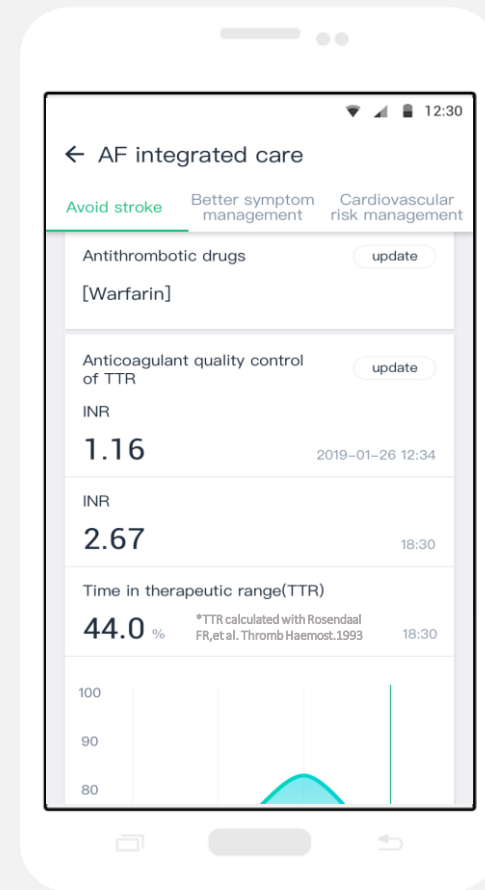 12:30
← AF integrated care
Avoid stroke
Better symptom
management
Cardiovascular
risk management
Antithrombotic drugs
update
[Warfarin]
Anticoagulant quality control
of TTR
update
INR
1.16
2019-01-26 12:34
INR
2.67
18:30
Time in therapeutic range(TTR)
44.0 %
*TTR calculated with Rosendaal
FR,et al. Thromb Haemost.1993
18:30
100
90
80